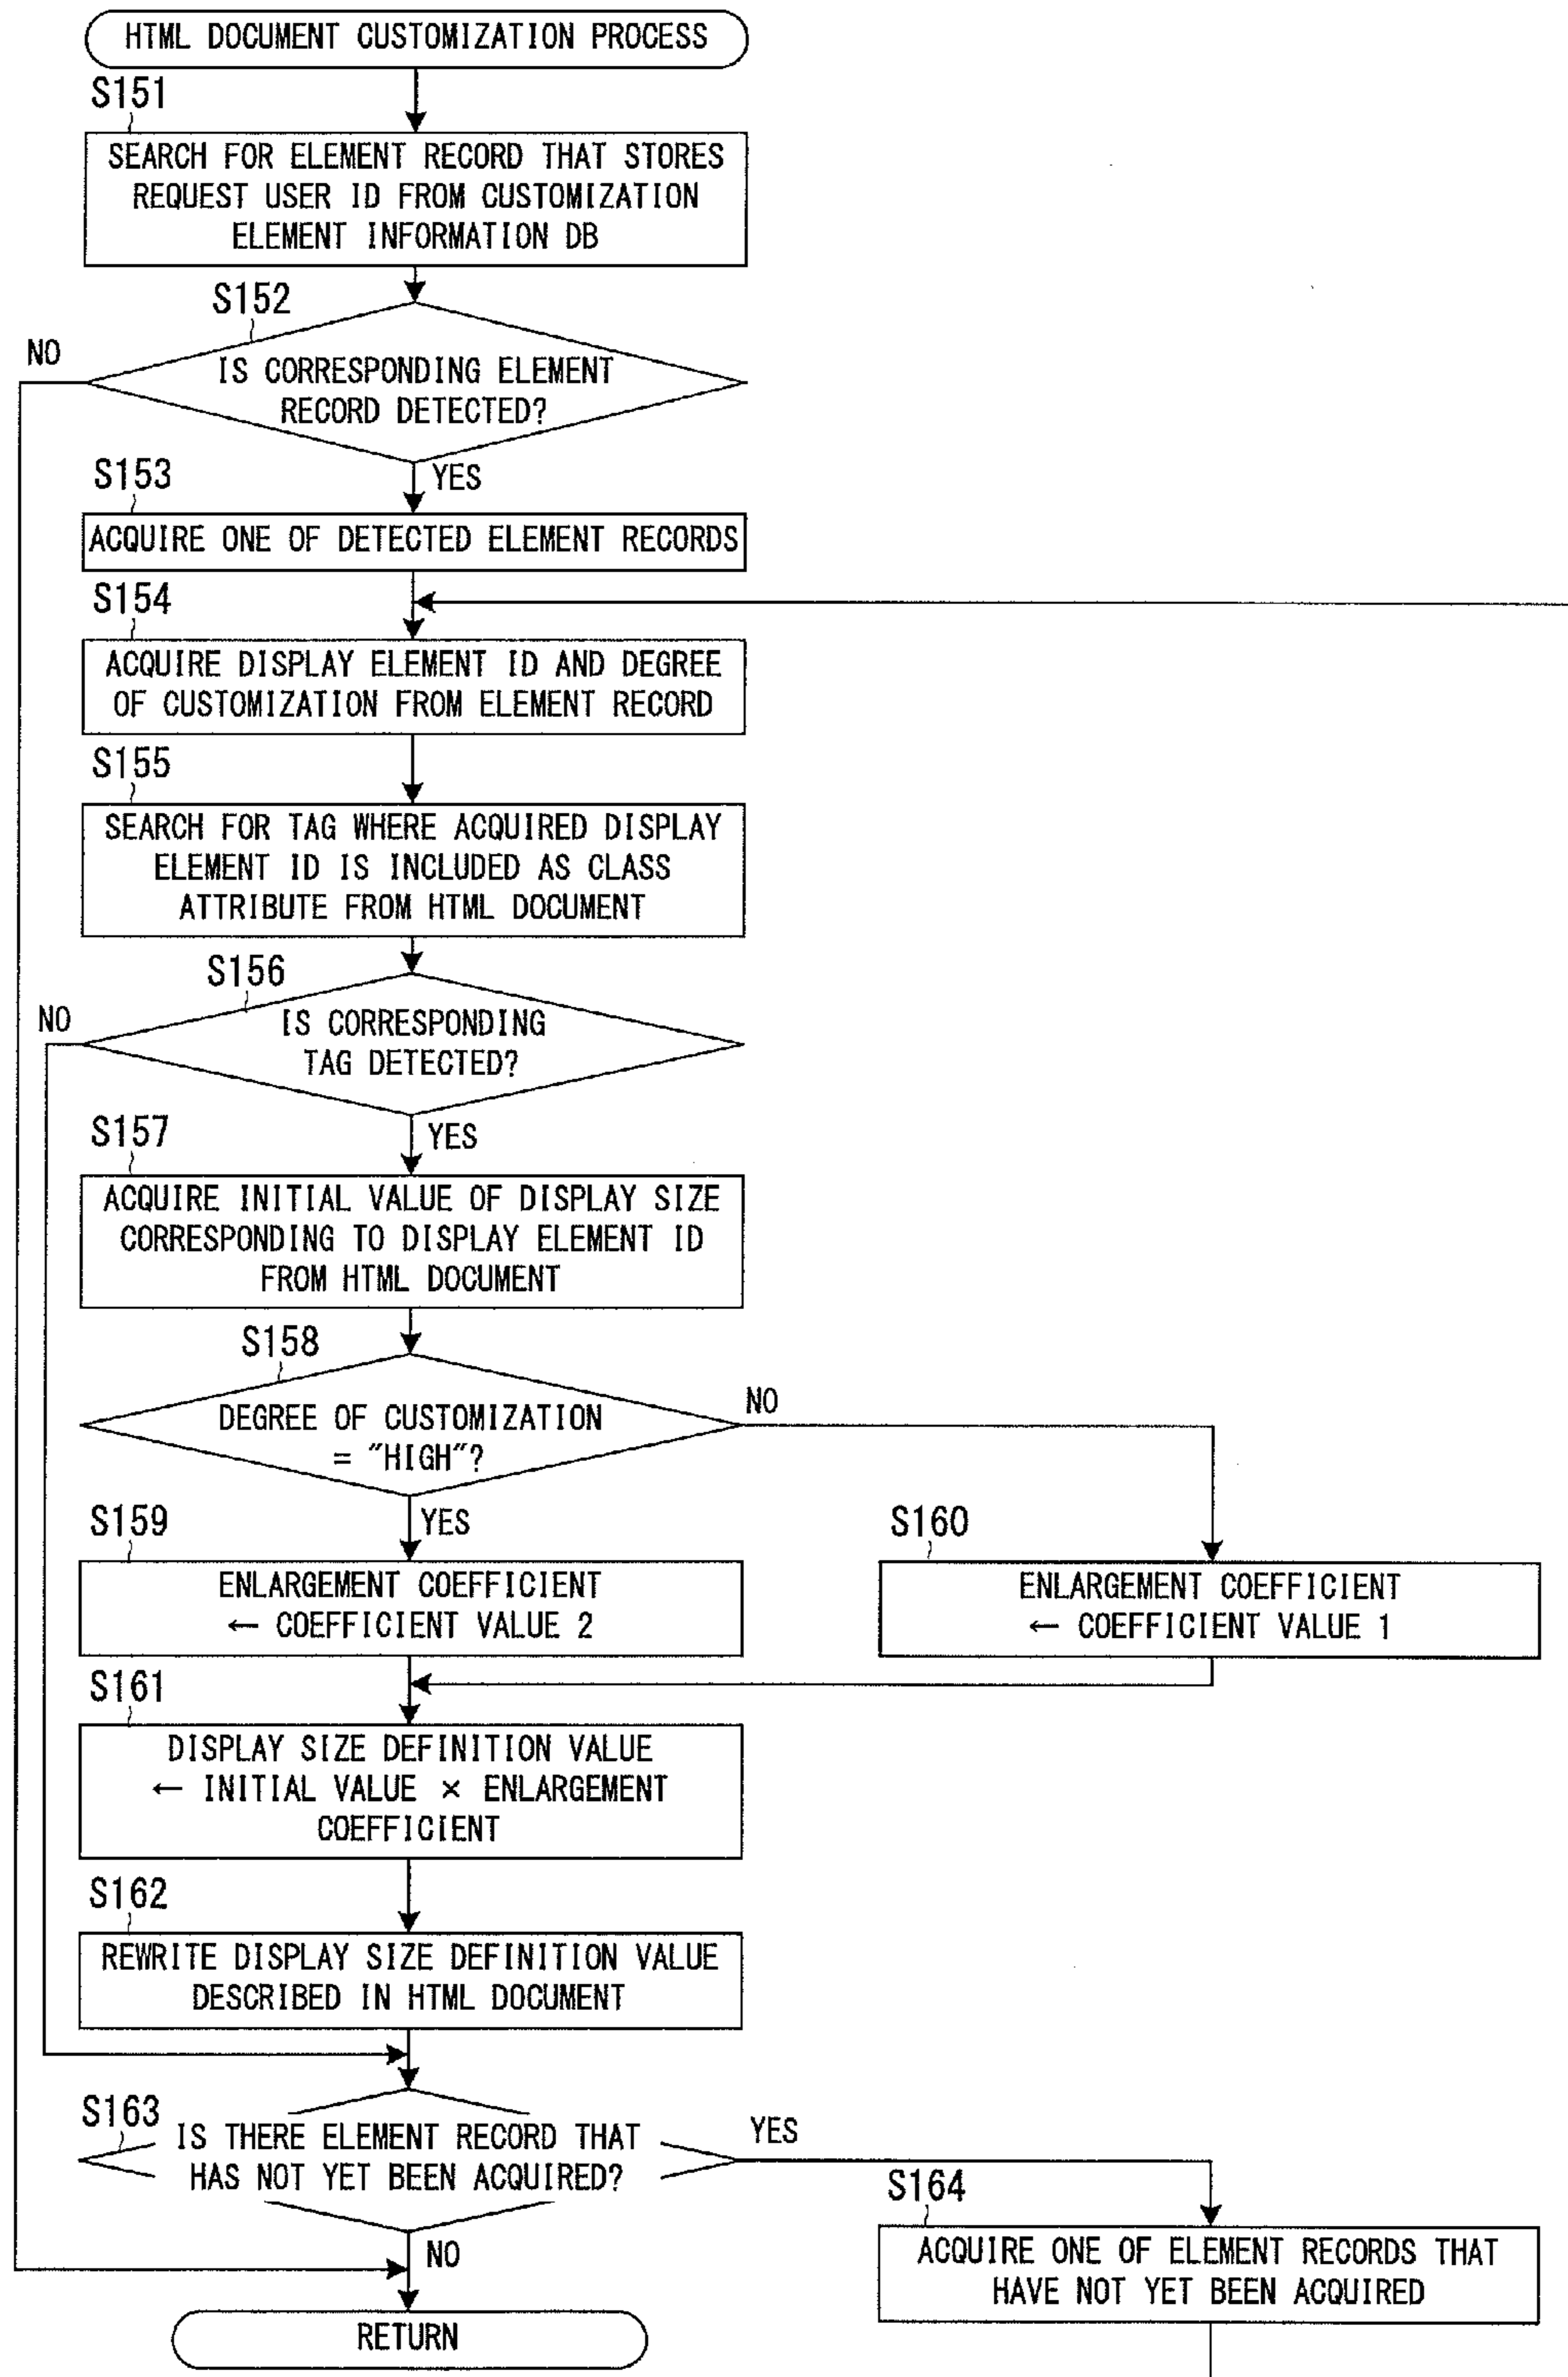 HTML DOCUMENT CUSTOMIZATION PROCESS
S151
SEARCH FOR ELEMENT RECORD THAT STORES
REQUEST USER ID FROM CUSTOMIZATION
ELEMENT INFORMATION DB
S152
NO
IS CORRESPONDING ELEMENT
RECORD DETECTED?
YES
S153
ACQUIRE ONE OF DETECTED ELEMENT RECORDS
S154
ACQUIRE DISPLAY ELEMENT ID AND DEGREE
OF CUSTOMIZATION FROM ELEMENT RECORD
S155
SEARCH FOR TAG WHERE ACQUIRED DISPLAY
ELEMENT ID IS INCLUDED AS CLASS
ATTRIBUTE FROM HTML DOCUMENT
S156
NO
IS CORRESPONDING
TAG DETECTED?
YES
S157
ACQUIRE INITIAL VALUE OF DISPLAY SIZE
CORRESPONDING TO DISPLAY ELEMENT ID
FROM HTML DOCUMENT
S158
NO
DEGREE OF CUSTOMIZATION
= "HIGH"?
YES
S159
ENLARGEMENT COEFFICIENT
← COEFFICIENT VALUE 2
S160
ENLARGEMENT COEFFICIENT
← COEFFICIENT VALUE 1
S161
DISPLAY SIZE DEFINITION VALUE
← INITIAL VALUE × ENLARGEMENT
COEFFICIENT
S162
REWRITE DISPLAY SIZE DEFINITION VALUE
DESCRIBED IN HTML DOCUMENT
S163
IS THERE ELEMENT RECORD THAT
HAS NOT YET BEEN ACQUIRED?
YES
S164
ACQUIRE ONE OF ELEMENT RECORDS THAT
HAVE NOT YET BEEN ACQUIRED
NO
RETURN